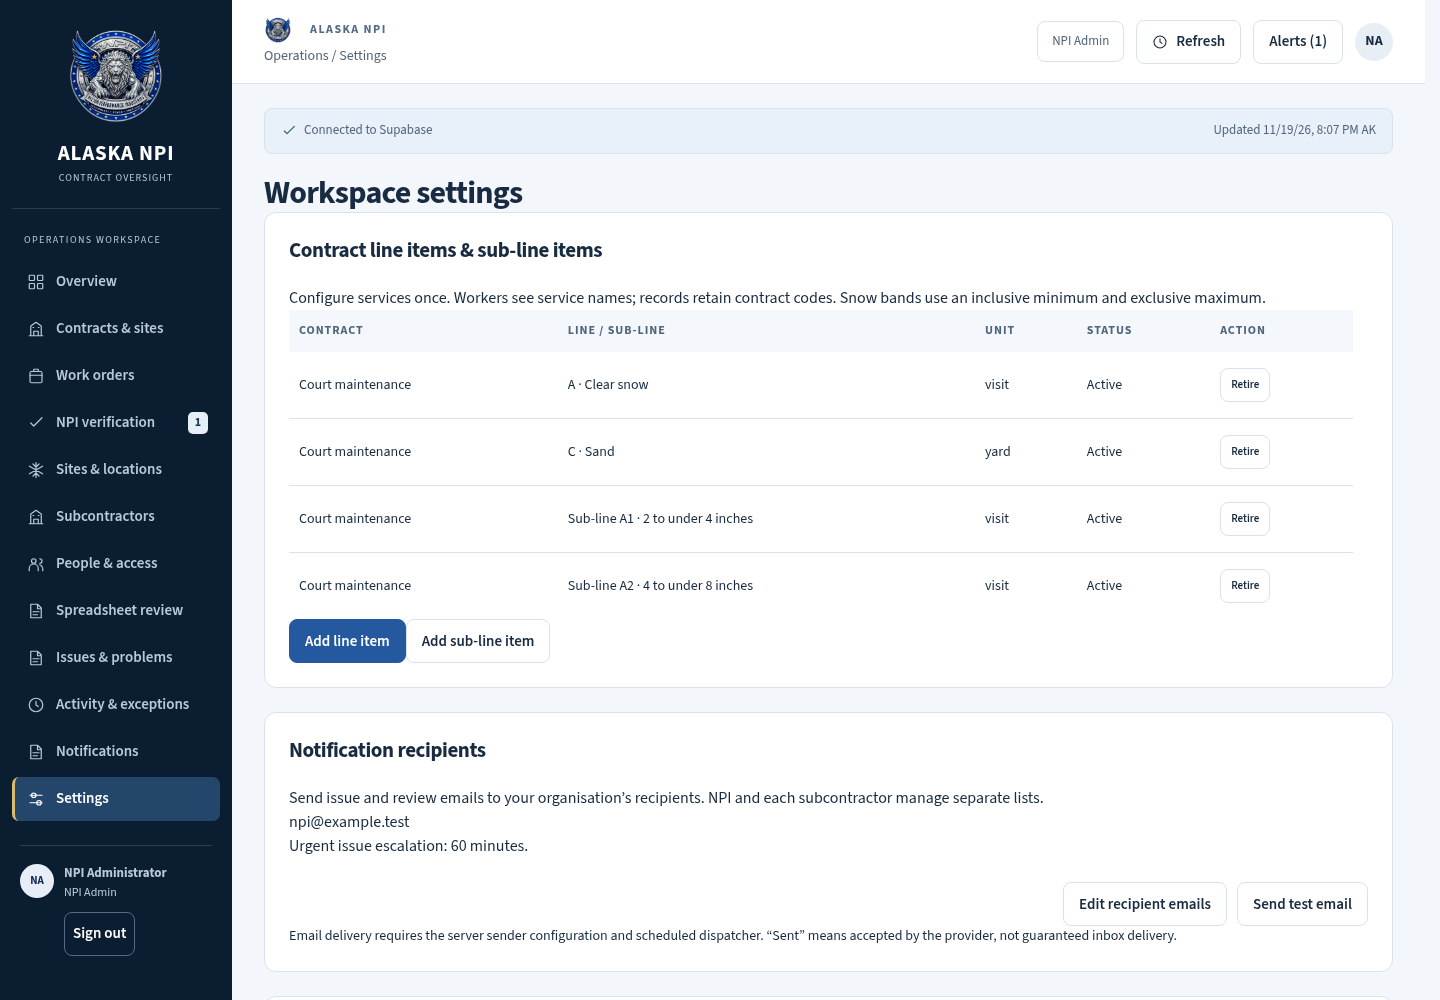 ALASKA NPI
CONTRACT OVERSIGHT
OPERATIONS WORKSPACE
Overview
Contracts & sites
Work orders
NPI verification 1
Sites & locations
Subcontractors
People & access
Spreadsheet review
Issues & problems
Activity & exceptions
Notifications
Settings
NA
NPI Administrator
NPI Admin
Sign out
ALASKA NPI
Operations / Settings
NPI Admin
Refresh
Alerts (1)
NA
Connected to Supabase
Updated 11/19/26, 8:07 PM AK
Workspace settings
Contract line items & sub-line items
Configure services once. Workers see service names; records retain contract codes. Snow bands use an inclusive minimum and exclusive maximum.
CONTRACT LINE / SUB-LINE UNIT STATUS ACTION
Court maintenance A · Clear snow visit Active Retire
Court maintenance C · Sand yard Active Retire
Court maintenance Sub-line A1 · 2 to under 4 inches visit Active Retire
Court maintenance Sub-line A2 · 4 to under 8 inches visit Active Retire
Add line item Add sub-line item
Notification recipients
Send issue and review emails to your organisation’s recipients. NPI and each subcontractor manage separate lists.
npi@example.test
Urgent issue escalation: 60 minutes.
Edit recipient emails Send test email
Email delivery requires the server sender configuration and scheduled dispatcher. “Sent” means accepted by the provider, not guaranteed inbox delivery.